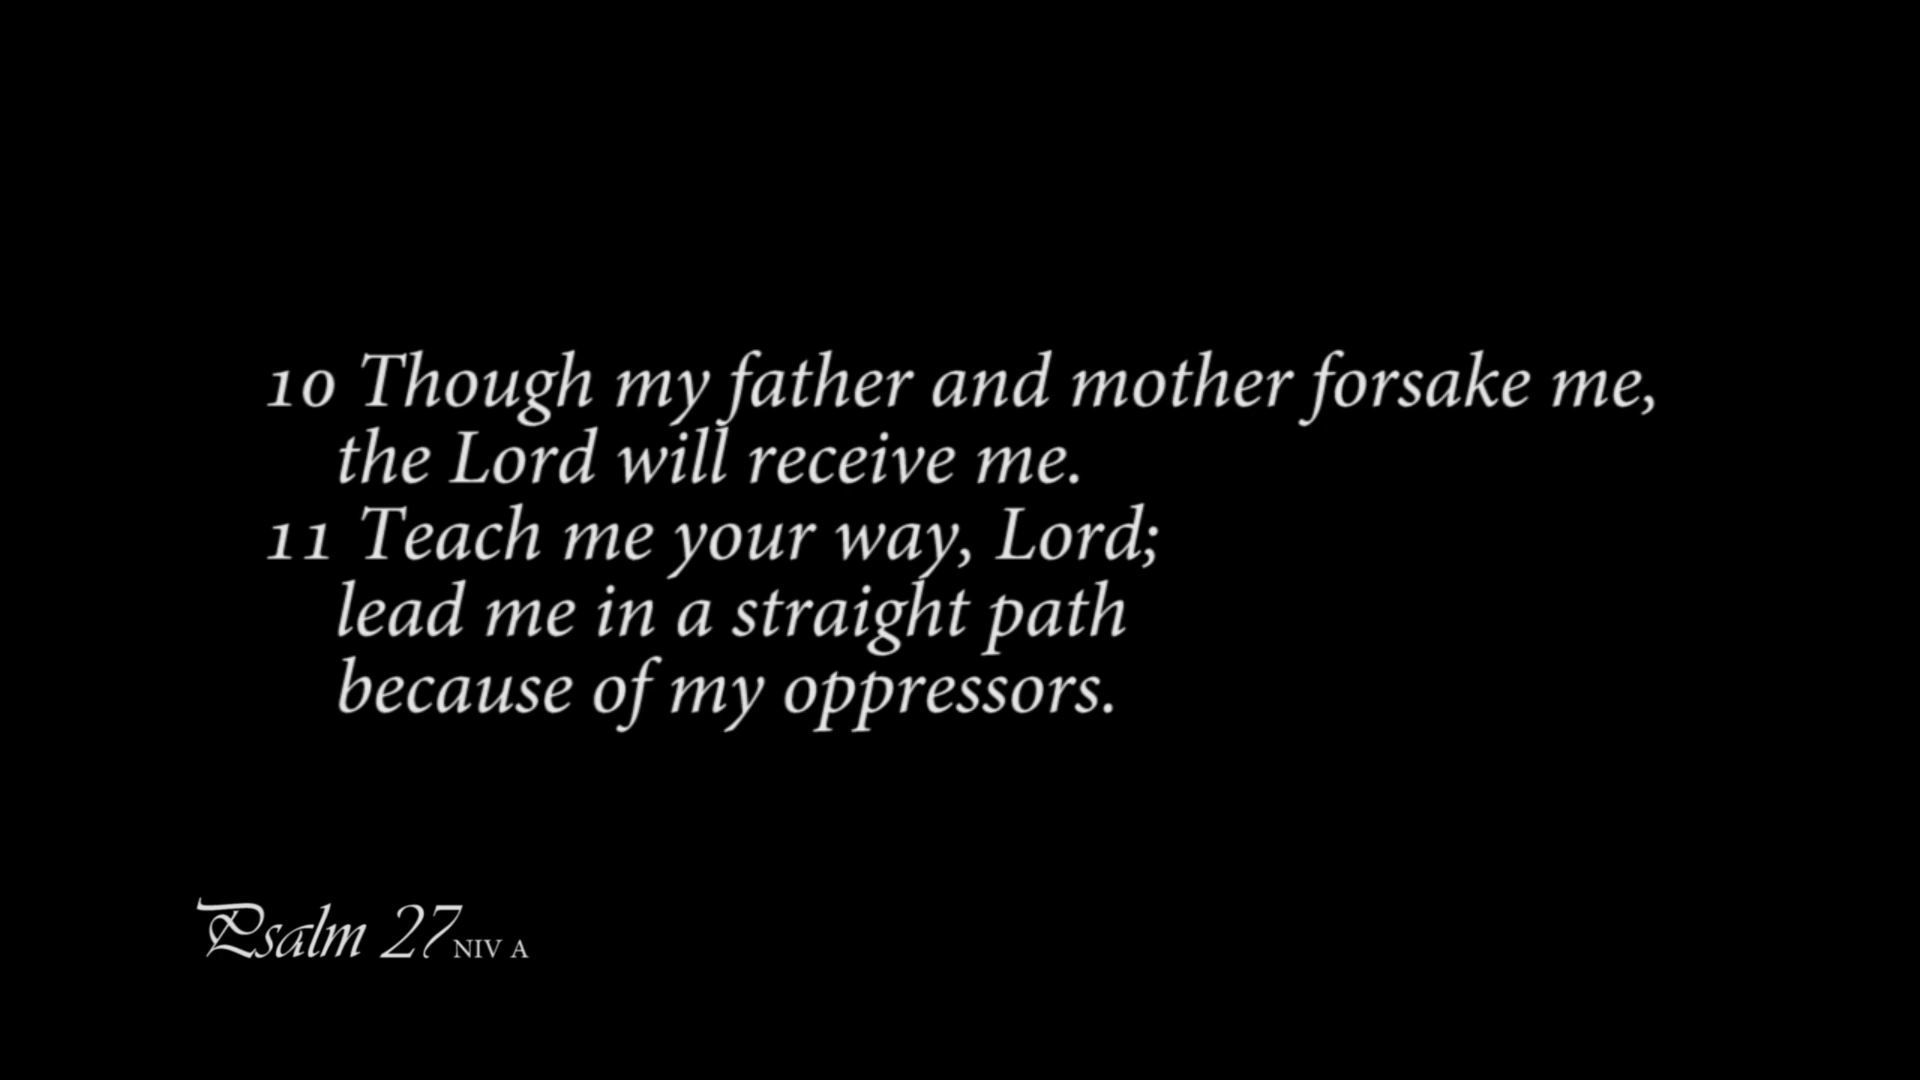 10 Though my father and mother forsake me,
the Lord will receive me.
11 Teach me your way, Lord;
lead me in a straight path
because of my oppressors.
Psalm 27 NIV A